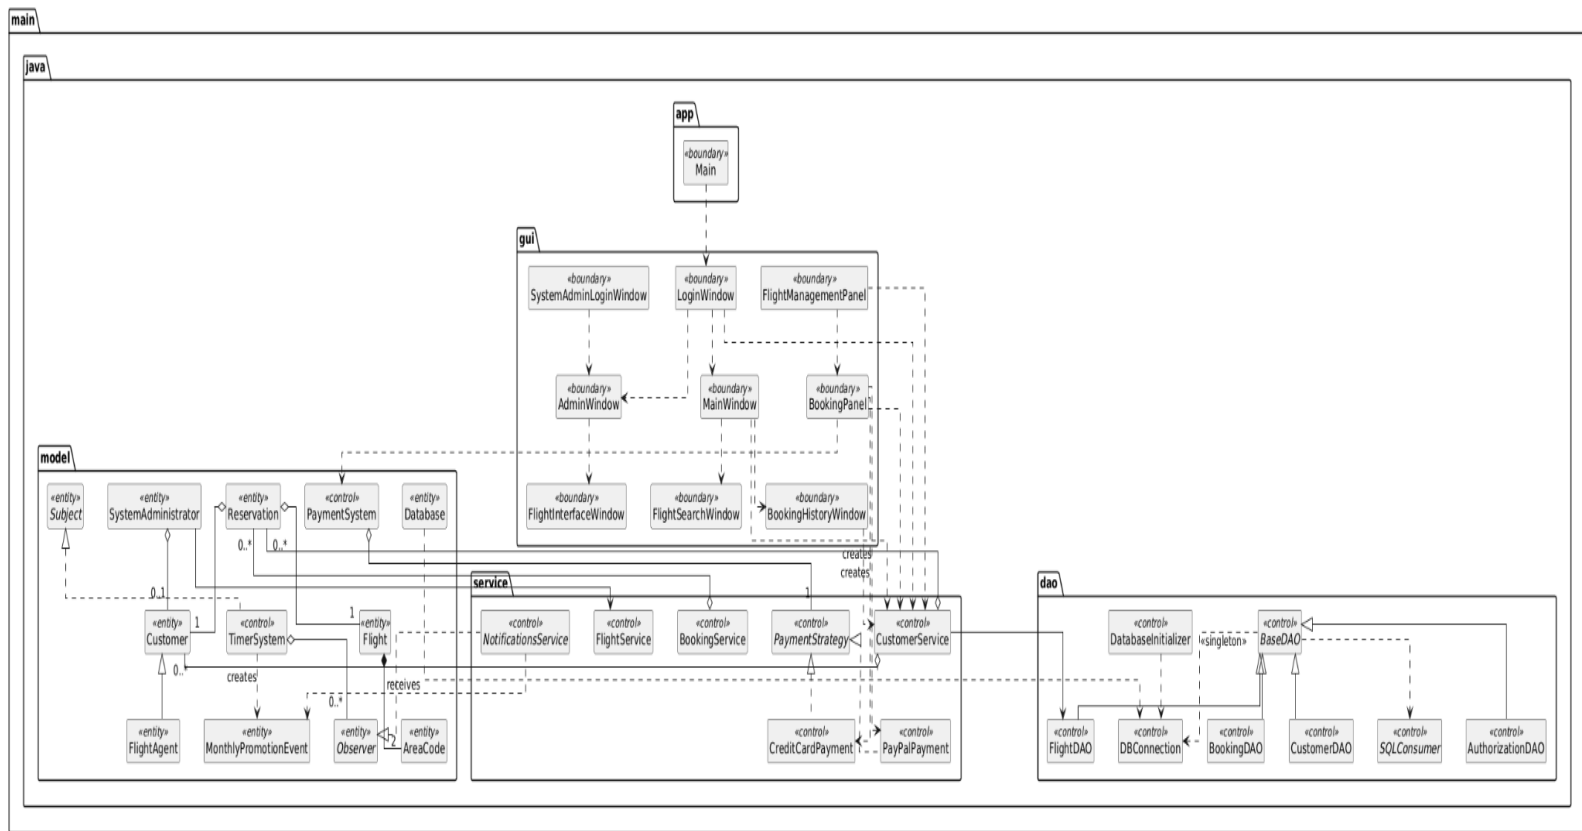 main
java
app
«boundary»
Main
gui
«boundary»
SystemAdminLoginWindow
«boundary»
LoginWindow
«boundary»
FlightManagementPanel
«boundary»
AdminWindow
«boundary»
MainWindow
«boundary»
BookingPanel
«boundary»
FlightInterfaceWindow
«boundary»
FlightSearchWindow
«boundary»
BookingHistoryWindow
model
«entity»
Subject
«entity»
SystemAdministrator
«entity»
Reservation
«control»
PaymentSystem
«entity»
Database
0..*
0..*
creates
creates
0..1
1
1
1
«entity»
Customer
«control»
TimerSystem
«entity»
Flight
0..*
creates
receives
0..*
2
«entity»
FlightAgent
«entity»
MonthlyPromotionEvent
«entity»
Observer
«entity»
AreaCode
service
«control»
NotificationsService
«control»
FlightService
«control»
BookingService
«control»
PaymentStrategy
«control»
CustomerService
«control»
CreditCardPayment
«control»
PayPalPayment
dao
«control»
DatabaseInitializer
«singleton»
«control»
BaseDAO
«control»
FlightDAO
«control»
DBConnection
«control»
BookingDAO
«control»
CustomerDAO
«control»
SQLConsumer
«control»
AuthorizationDAO